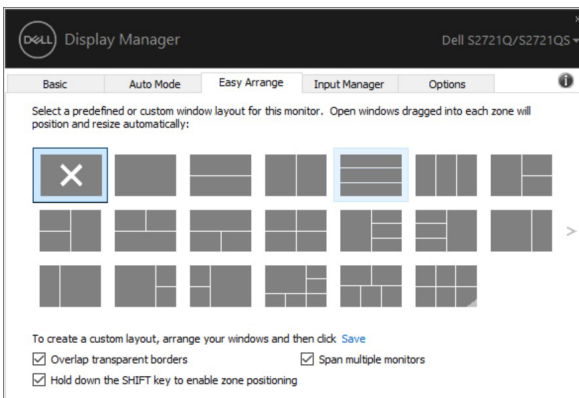 DELL Display Manager
Dell S2721Q/S2721QS
Basic Auto Mode Easy Arrange Input Manager Options
Select a predefined or custom window layout for this monitor. Open windows dragged into each zone will
position and resize automatically:
To create a custom layout, arrange your windows and then click Save
Overlap transparent borders
Span multiple monitors
Hold down the SHIFT key to enable zone positioning